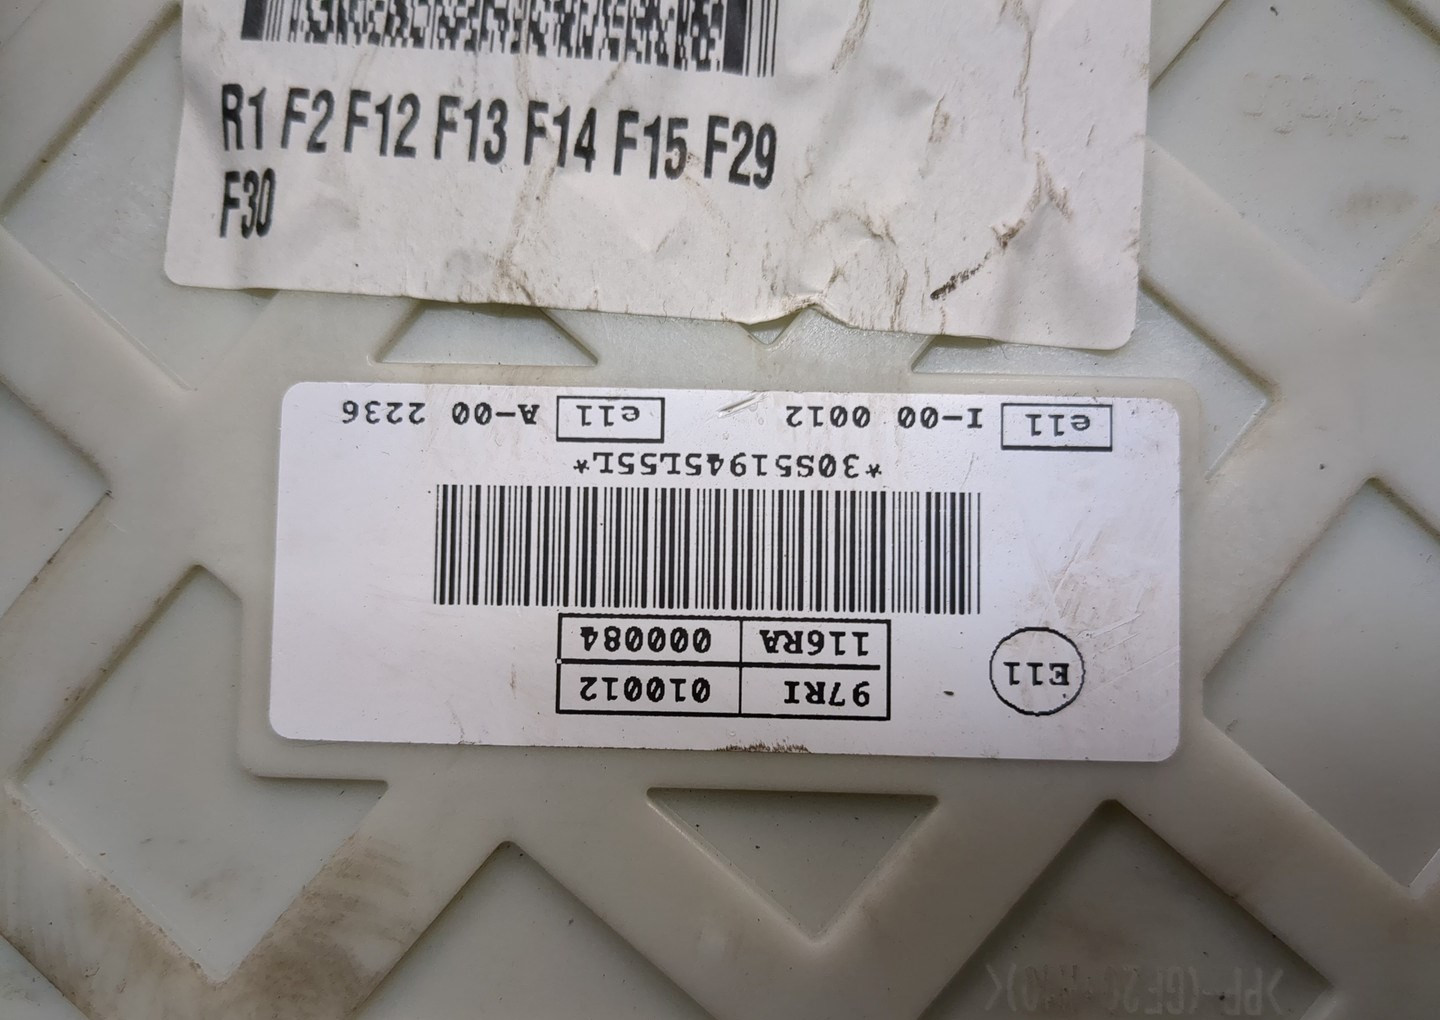 R1 F2 F12 F13 F14 F15 F29
F30
E11
97RI 010012
116RA 000084
*30S519451551*
e11 I-00 0012 e11 A-00 2236